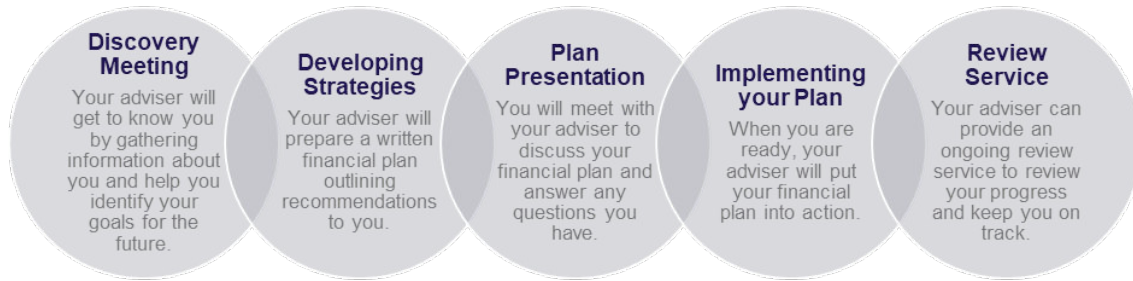 Discovery
Meeting
Your adviser will
get to know you
by gathering
information about
you and help you
identify your
goals for the
future.
Developing
Strategies
Your adviser will
prepare a written
financial plan
outlining
recommendations
to you.
Plan
Presentation
You will meet with
your adviser to
discuss your
financial plan and
answer any
questions you
have.
Implementing
your Plan
When you are
ready, your
adviser will put
your financial
plan into action.
Review
Service
Your adviser can
provide an
ongoing review
service to review
your progress
and keep you on
track.